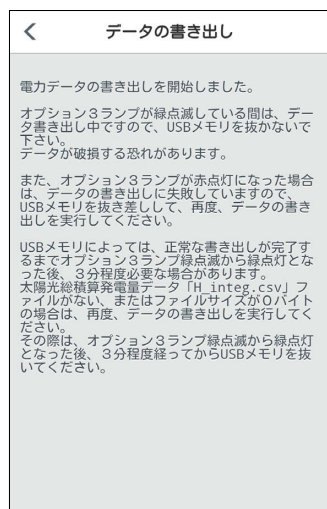 データの書き出し
電力データの書き出しを開始しました。
オプション３ランプが緑点滅している間は、デー
タ書き出し中ですので、USBメモリを抜かないで
下さい。
データが破損する恐れがあります。
また、オプション３ランプが赤点灯になった場合
は、データの書き出しに失敗していますので、
USBメモリを抜き差しして、再度、データの書き
出しを実行してください。
USBメモリによっては、正常な書き出しが完了す
るまでオプション３ランプ緑点滅から緑点灯とな
った後、３分程度必要な場合があります。
太陽光総積算発電量データ「H_integ.csv」フ
ァイルがない、またはファイルサイズが０バイト
の場合は、再度、データの書き出しを実行してく
ださい。
その際は、オプション３ランプ緑点滅から緑点灯
となった後、３分程度経ってからUSBメモリを抜
いてください。